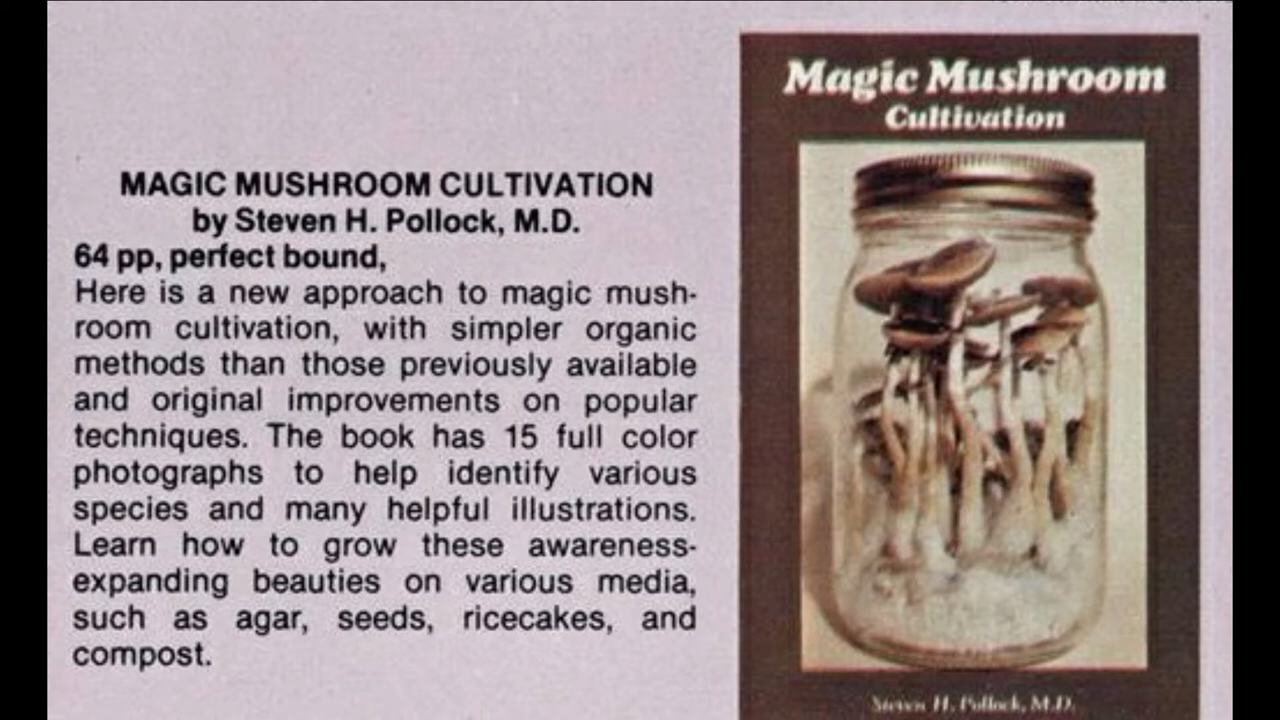 MAGIC MUSHROOM CULTIVATION
by Steven H. Pollock, M.D.
64 pp, perfect bound,
Here is a new approach to magic mush-
room cultivation, with simpler organic
methods than those previously available
and original improvements on popular
techniques. The book has 15 full color
photographs to help identify various
species and many helpful illustrations.
Learn how to grow these awareness-
expanding beauties on various media,
such as agar, seeds, ricecakes, and
compost.
Magic Mushroom
Cultivation
Steven H. Pollock, M.D.